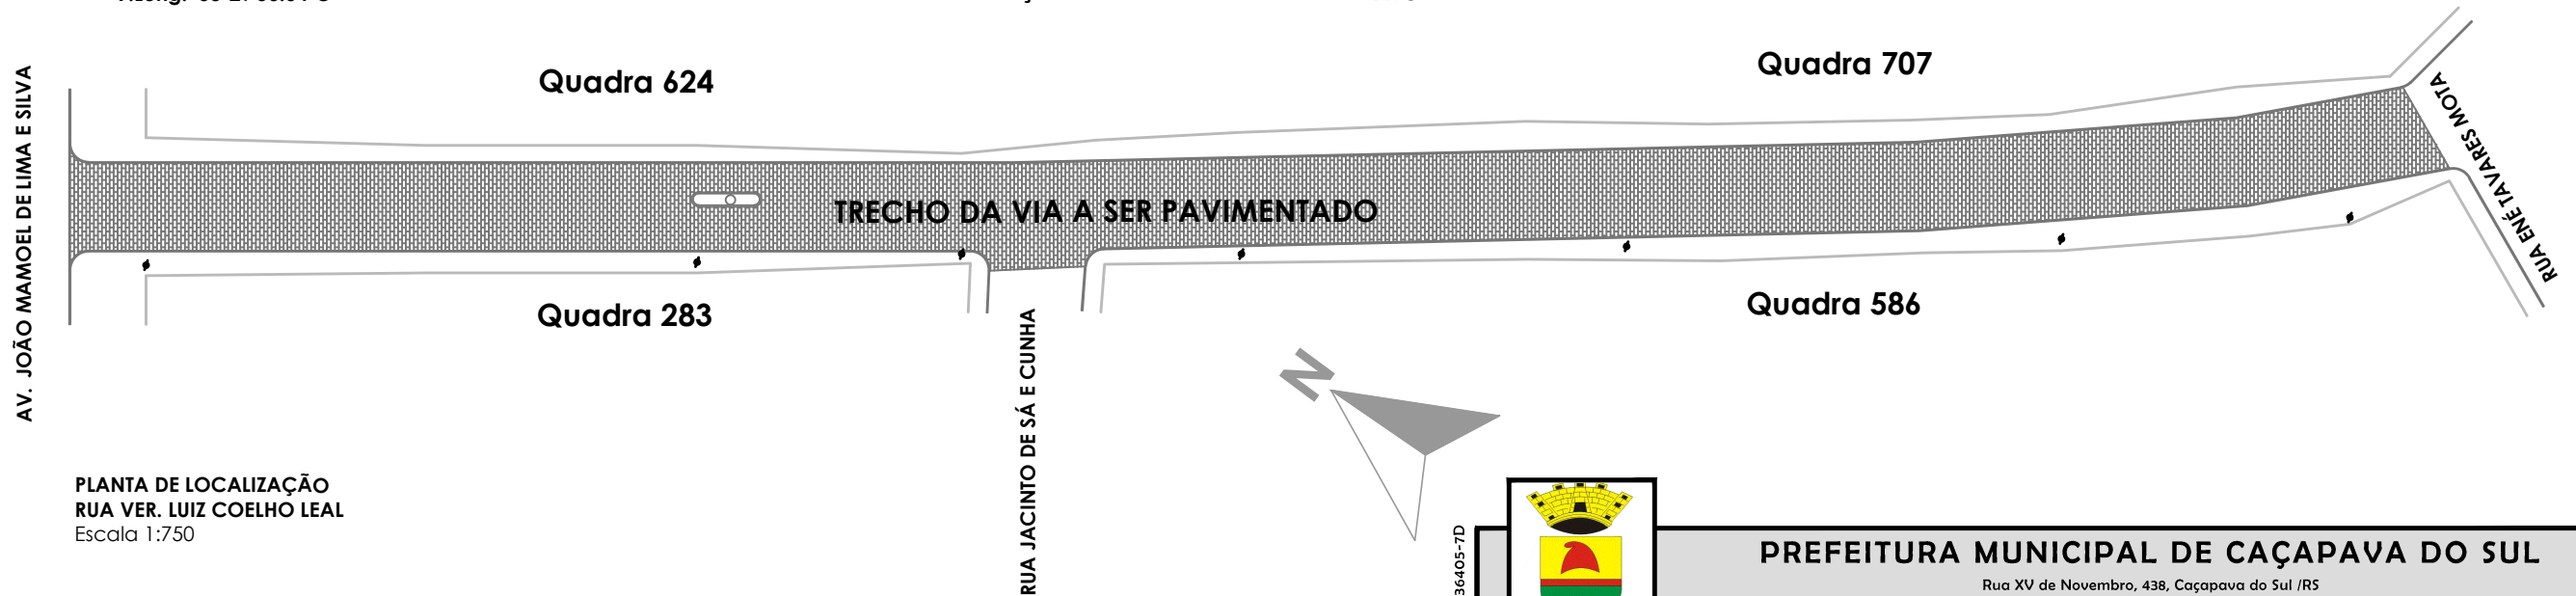 Quadra 624
Quadra 707
AV. JOÃO MAMOEL DE LIMA E SILVA
RUA ENÉ TAVARES MOTA
TRECHO DA VIA A SER PAVIMENTADO
Quadra 283
Quadra 586
RUA JACINTO DE SÁ E CUNHA
N
PLANTA DE LOCALIZAÇÃO
RUA VER. LUIZ COELHO LEAL
Escala 1:750
36405-7D
PREFEITURA MUNICIPAL DE CAÇAPAVA DO SUL
Rua XV de Novembro, 438, Caçapava do Sul /RS